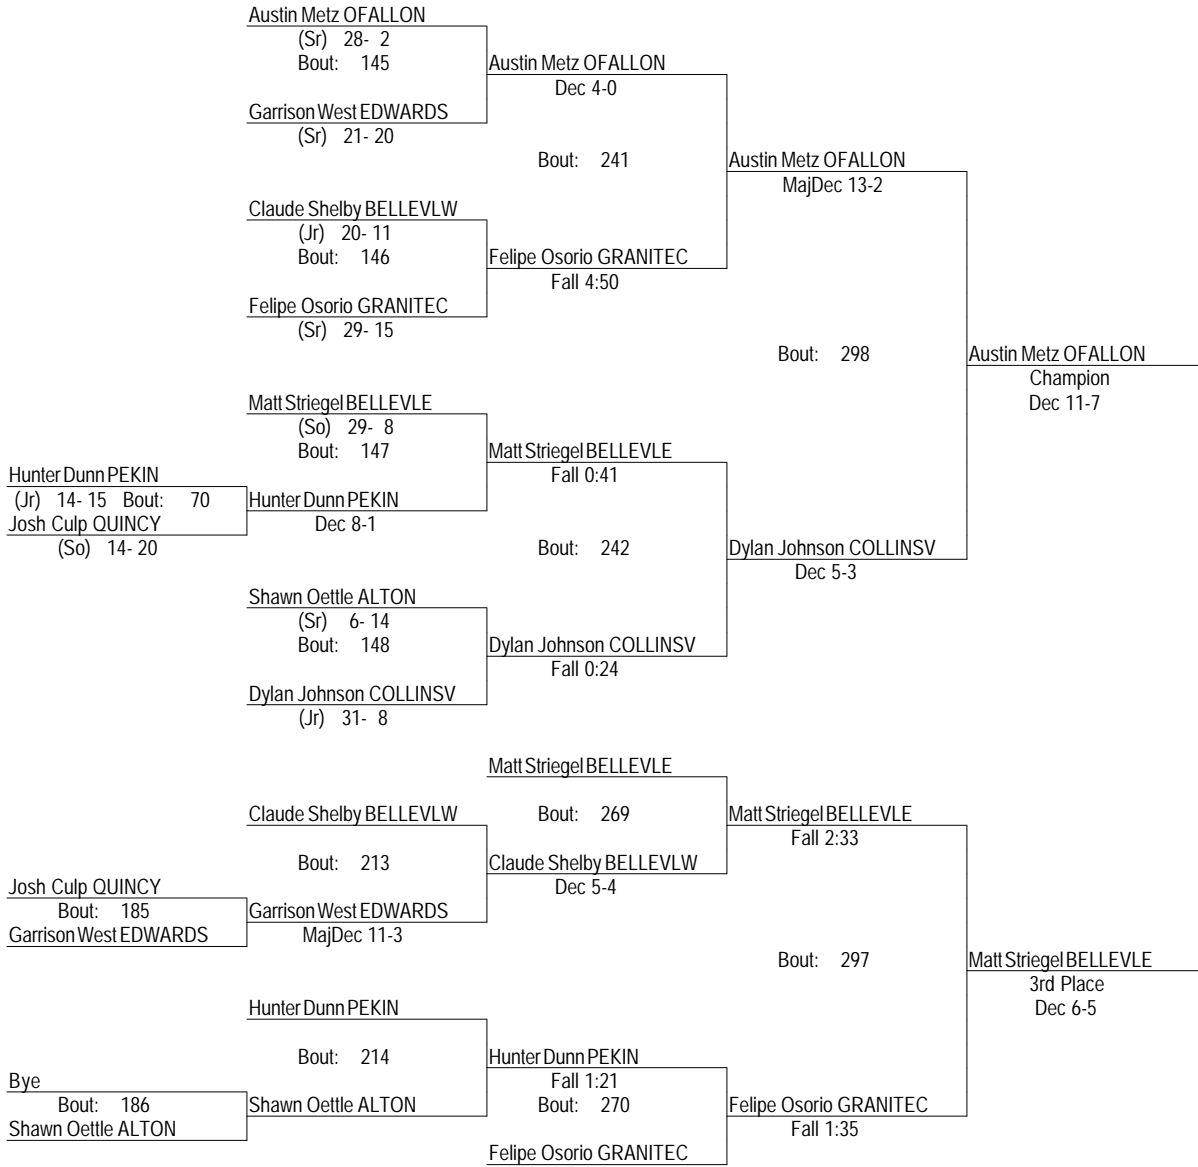 Austin Metz OFALLON
(Sr) 28- 2
Bout: 145
Austin Metz OFALLON
Dec 4-0
Garrison West EDWARDS
(Sr) 21- 20
Bout: 241
Austin Metz OFALLON
MajDec 13-2
Claude Shelby BELLEVLW
(Jr) 20- 11
Bout: 146
Felipe Osorio GRANITEC
Fall 4:50
Felipe Osorio GRANITEC
(Sr) 29- 15
Bout: 298
Austin Metz OFALLON
Champion
Dec 11-7
Matt Striegel BELLEVLE
(So) 29- 8
Bout: 147
Matt Striegel BELLEVLE
Fall 0:41
Hunter Dunn PEKIN
(Jr) 14- 15 Bout: 70
Hunter Dunn PEKIN
Dec 8-1
Josh Culp QUINCY
(So) 14- 20
Bout: 242
Dylan Johnson COLLINSV
Dec 5-3
Shawn Oettle ALTON
(Sr) 6- 14
Bout: 148
Dylan Johnson COLLINSV
Fall 0:24
Dylan Johnson COLLINSV
(Jr) 31- 8
Matt Striegel BELLEVLE
Claude Shelby BELLEVLW
Bout: 269
Matt Striegel BELLEVLE
Fall 2:33
Bout: 213
Claude Shelby BELLEVLW
Dec 5-4
Josh Culp QUINCY
Bout: 185
Garrison West EDWARDS
MajDec 11-3
Garrison West EDWARDS
Bout: 297
Matt Striegel BELLEVLE
3rd Place
Dec 6-5
Hunter Dunn PEKIN
Bout: 214
Hunter Dunn PEKIN
Fall 1:21
Bye
Bout: 186
Shawn Oettle ALTON
Bout: 270
Felipe Osorio GRANITEC
Fall 1:35
Shawn Oettle ALTON
Felipe Osorio GRANITEC